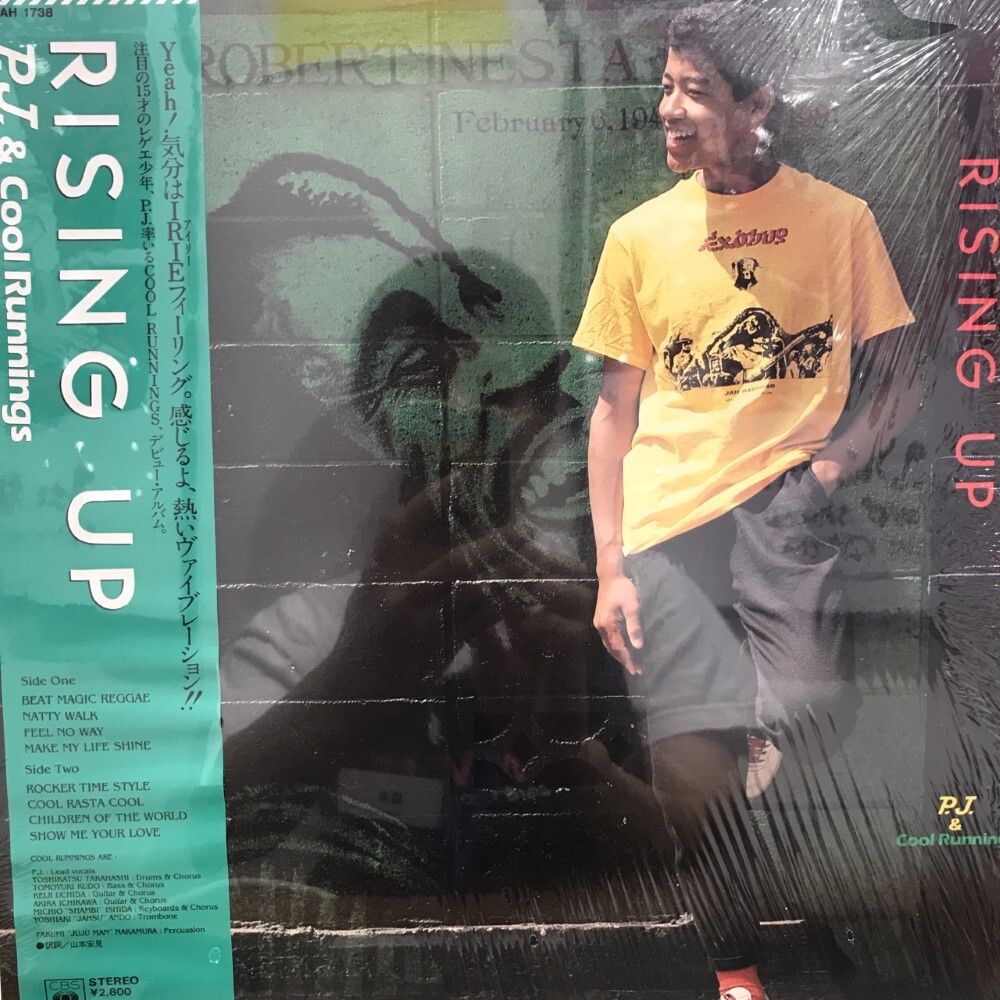 AH 1738
RISING UP
P.J. & Cool Runnings
Yeah! 気分はIRIEフィーリング。感じるよ、熱いヴァイブレーション!!
アイリー
注目の15才のレゲエ少年、P.J.率いるCOOL RUNNINGS、デビュー・アルバム。
Side One
BEAT MAGIC REGGAE
NATTY WALK
FEEL NO WAY
MAKE MY LIFE SHINE
Side Two
ROCKER TIME STYLE
COOL RASTA COOL
CHILDREN OF THE WORLD
SHOW ME YOUR LOVE
COOL RUNNINGS ARE :
P.J. : Lead vocals
TOSHIKATSU TAKAHASHI : Drums & Chorus
TOMOYUKI KUDO : Bass & Chorus
KEIJI UCHIDA : Guitar & Chorus
AKIRA ICHIKAWA : Guitar & Chorus
MICHIO "SHAMBI" ISHIDA : Keyboards & Chorus
YOSHIAKI "JAHSU" ANDO : Trombone
TAKUMI "JUJU MAN" NAKAMURA : Percussion
●訳詞／山本安見
CBS
STEREO
¥2,800
ROBERT NESTA
February 6, 194
Exodus
RISING UP
P.J.
&
Cool Running